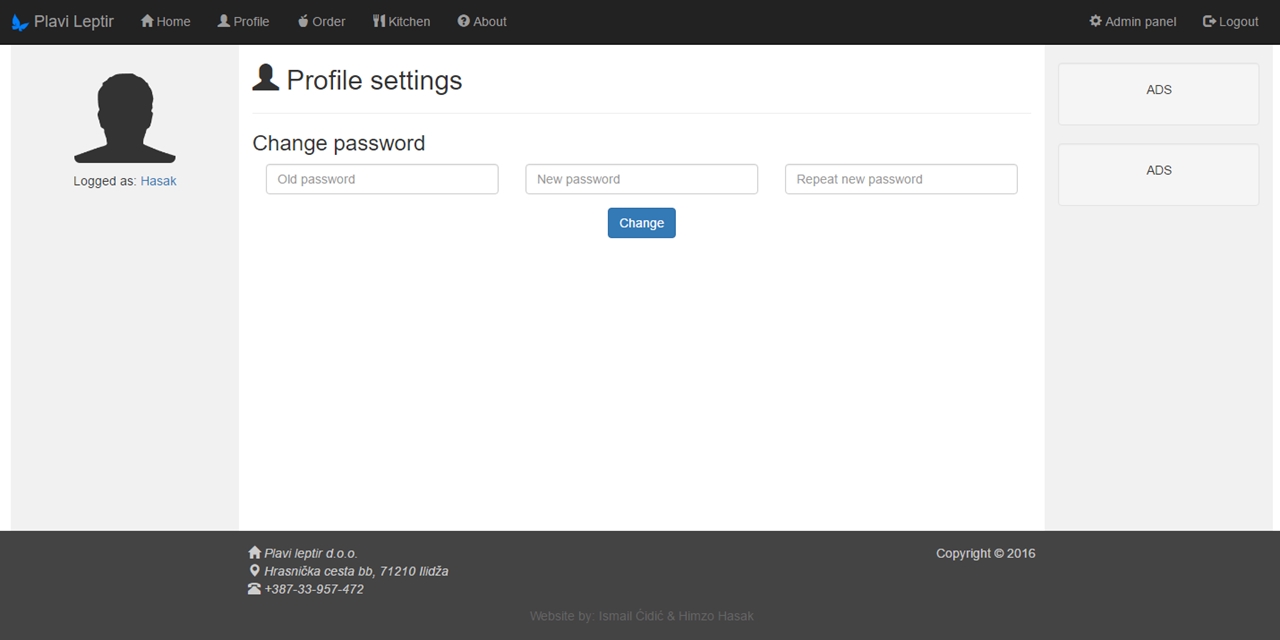 Plavi Leptir Home Profile Order Kitchen About Admin panel Logout
Profile settings
Logged as: Hasak
Change password
Old password New password Repeat new password
Change
ADS
ADS
Plavi leptir d.o.o.
Hrasnička cesta bb, 71210 Ilidža
+387-33-957-472
Copyright © 2016
Website by: Ismail Ćidić & Himzo Hasak